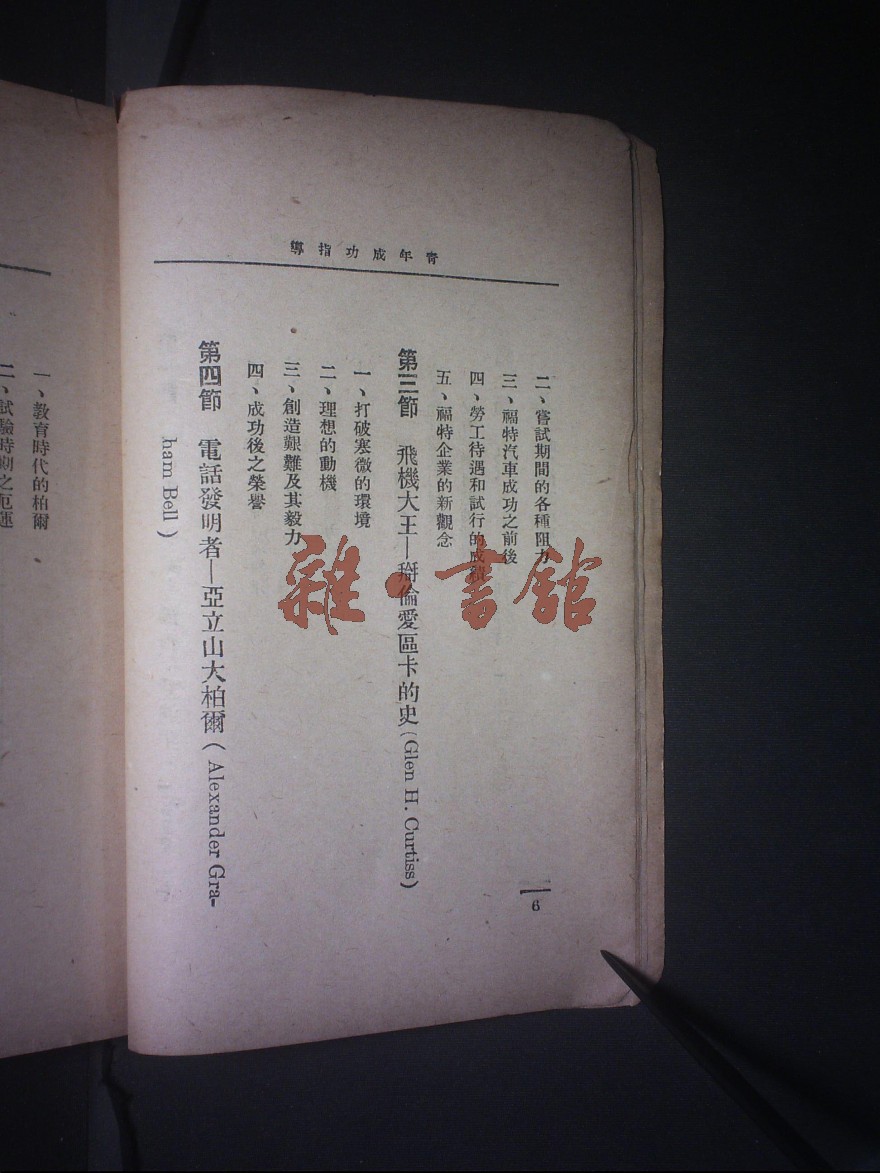 青年成功指導
二、嘗試期間的各種阻力
三、福特汽車成功之前後
四、勞工待遇和試行的成績
五、福特企業的新觀念
第三節 飛機大王—搿倫愛區卡的史(Glen H. Curtiss)
一、打破寒微的環境
二、理想的動機
三、創造艱難及其毅力
四、成功後之榮譽
第四節 電話發明者—亞立山大柏爾(Alexander Gra-
ham Bell)
6
一、教育時代的柏爾
二、試驗時期之厄運
雜·書館